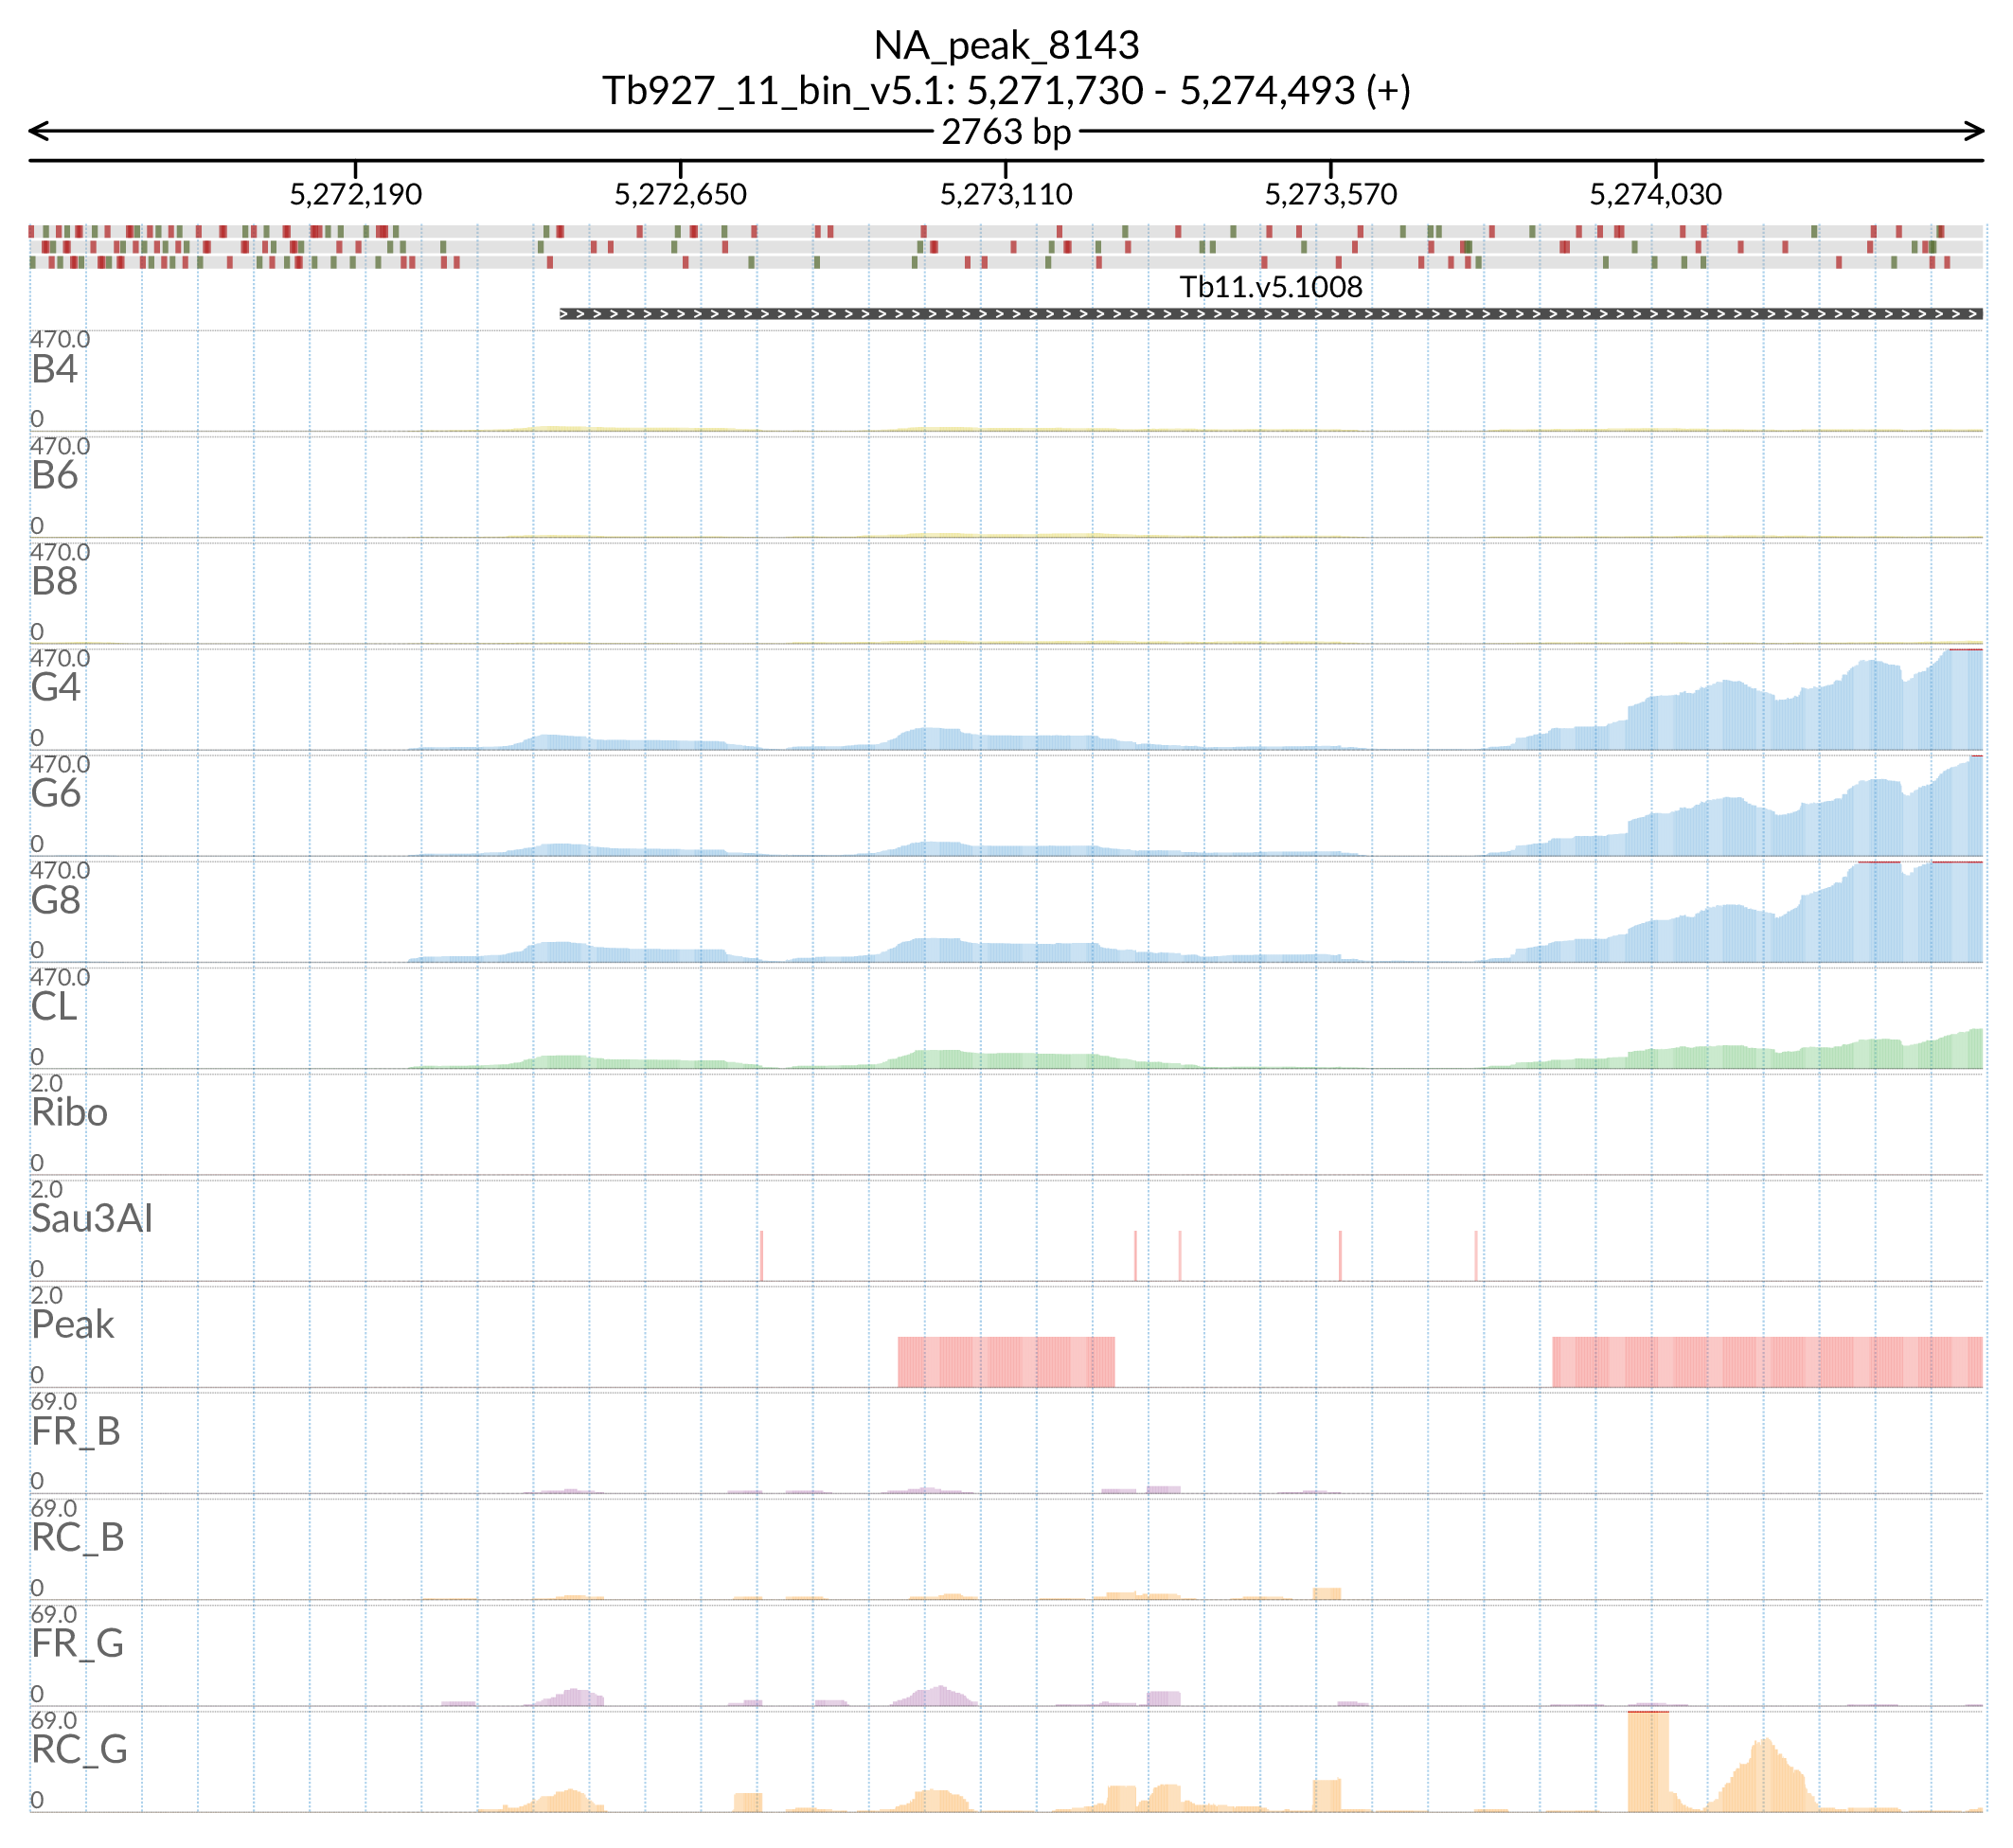 NA_peak_8143
Tb927_11_bin_v5.1: 5,271,730 - 5,274,493 (+)
2763 bp
5,272,190 5,272,650 5,273,110 5,273,570 5,274,030
Tb11.v5.1008
470.0
B4
0
470.0
B6
0
470.0
B8
0
470.0
G4
0
470.0
G6
0
470.0
G8
0
470.0
CL
0
2.0
Ribo
0
2.0
Sau3AI
0
2.0
Peak
0
69.0
FR_B
0
69.0
RC_B
0
69.0
FR_G
0
69.0
RC_G
0